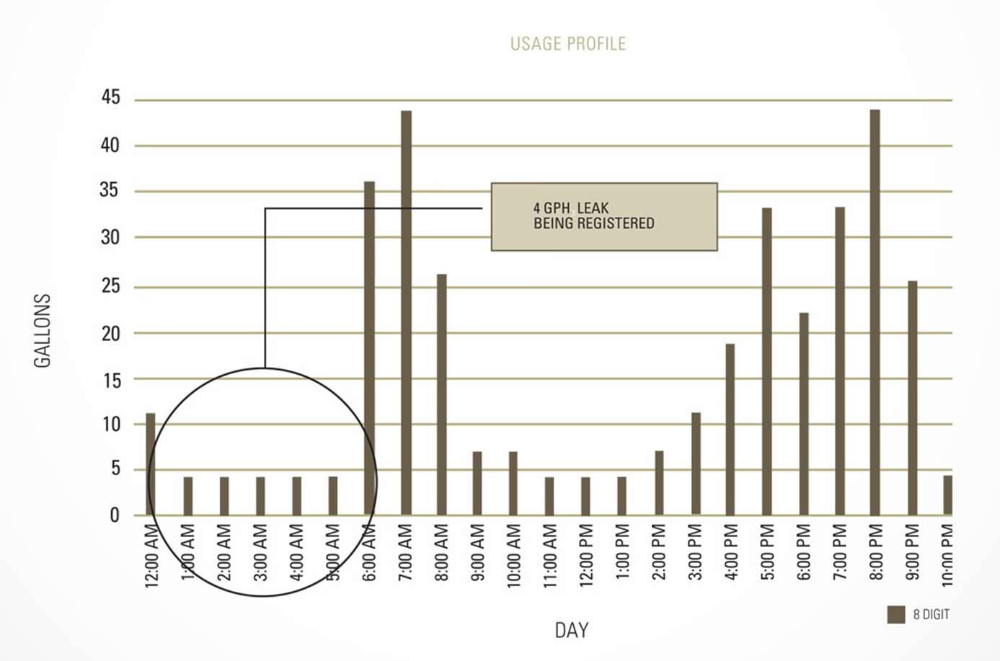 USAGE PROFILE
45
40
35
30
25
20
15
10
5
0
GALLONS
4 GPH LEAK
BEING REGISTERED
12:00 AM
1:00 AM
2:00 AM
3:00 AM
4:00 AM
5:00 AM
6:00 AM
7:00 AM
8:00 AM
9:00 AM
10:00 AM
11:00 AM
12:00 PM
1:00 PM
2:00 PM
3:00 PM
4:00 PM
5:00 PM
6:00 PM
7:00 PM
8:00 PM
9:00 PM
10:00 PM
8 DIGIT
DAY